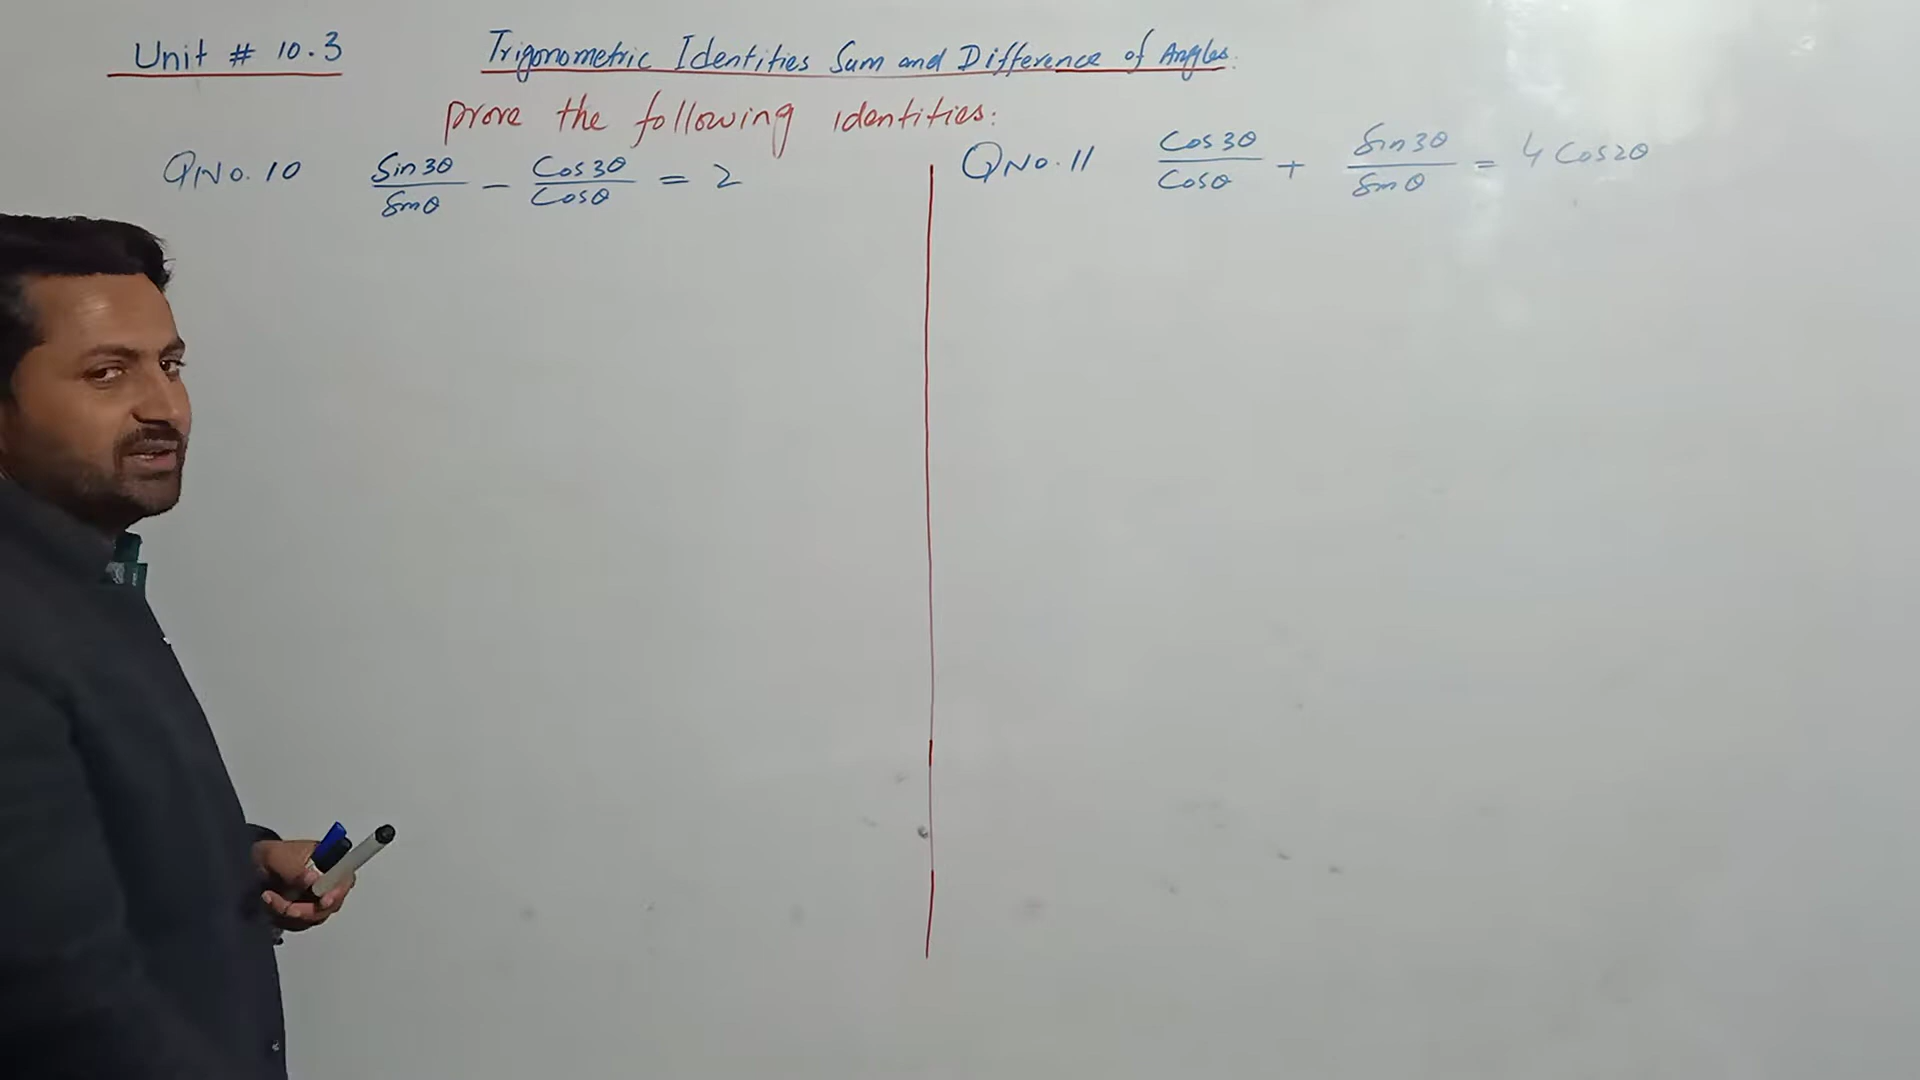 Unit # 10.3 Trigonometric Identities Sum and Difference of Angles.
prove the following identities:
QNo.10 Sin3θ/Sinθ − Cos3θ/Cosθ = 2
QNo.11 Cos3θ/Cosθ + Sin3θ/Sinθ = 4 Cos2θ